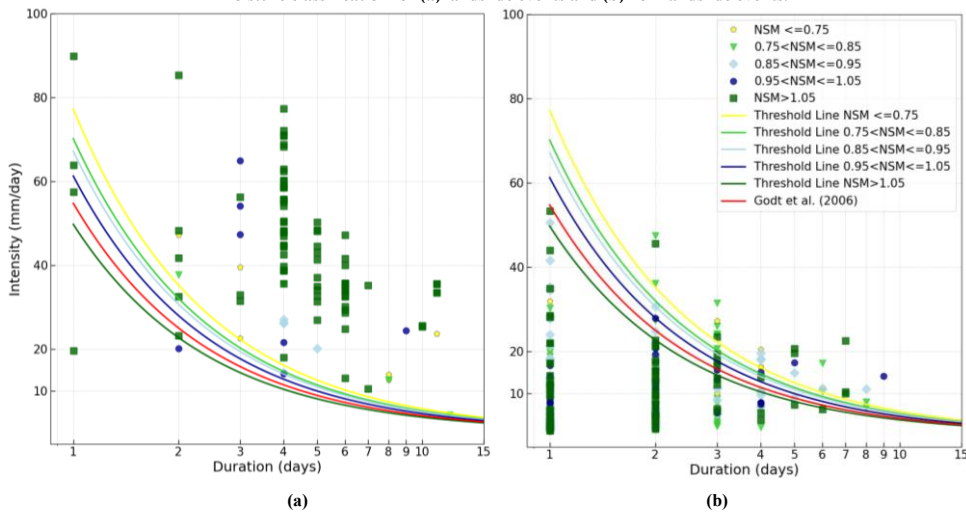 100
80
60
40
20
10
Intensity (mm/day)
1 2 3 4 5 6 7 8 9 10 15
Duration (days)
(a)
100
80
60
40
20
10
NSM <=0.75
0.75<NSM<=0.85
0.85<NSM<=0.95
0.95<NSM<=1.05
NSM>1.05
Threshold Line NSM <=0.75
Threshold Line 0.75<NSM<=0.85
Threshold Line 0.85<NSM<=0.95
Threshold Line 0.95<NSM<=1.05
Threshold Line NSM>1.05
Godt et al. (2006)
1 2 3 4 5 6 7 8 9 10 15
Duration (days)
(b)